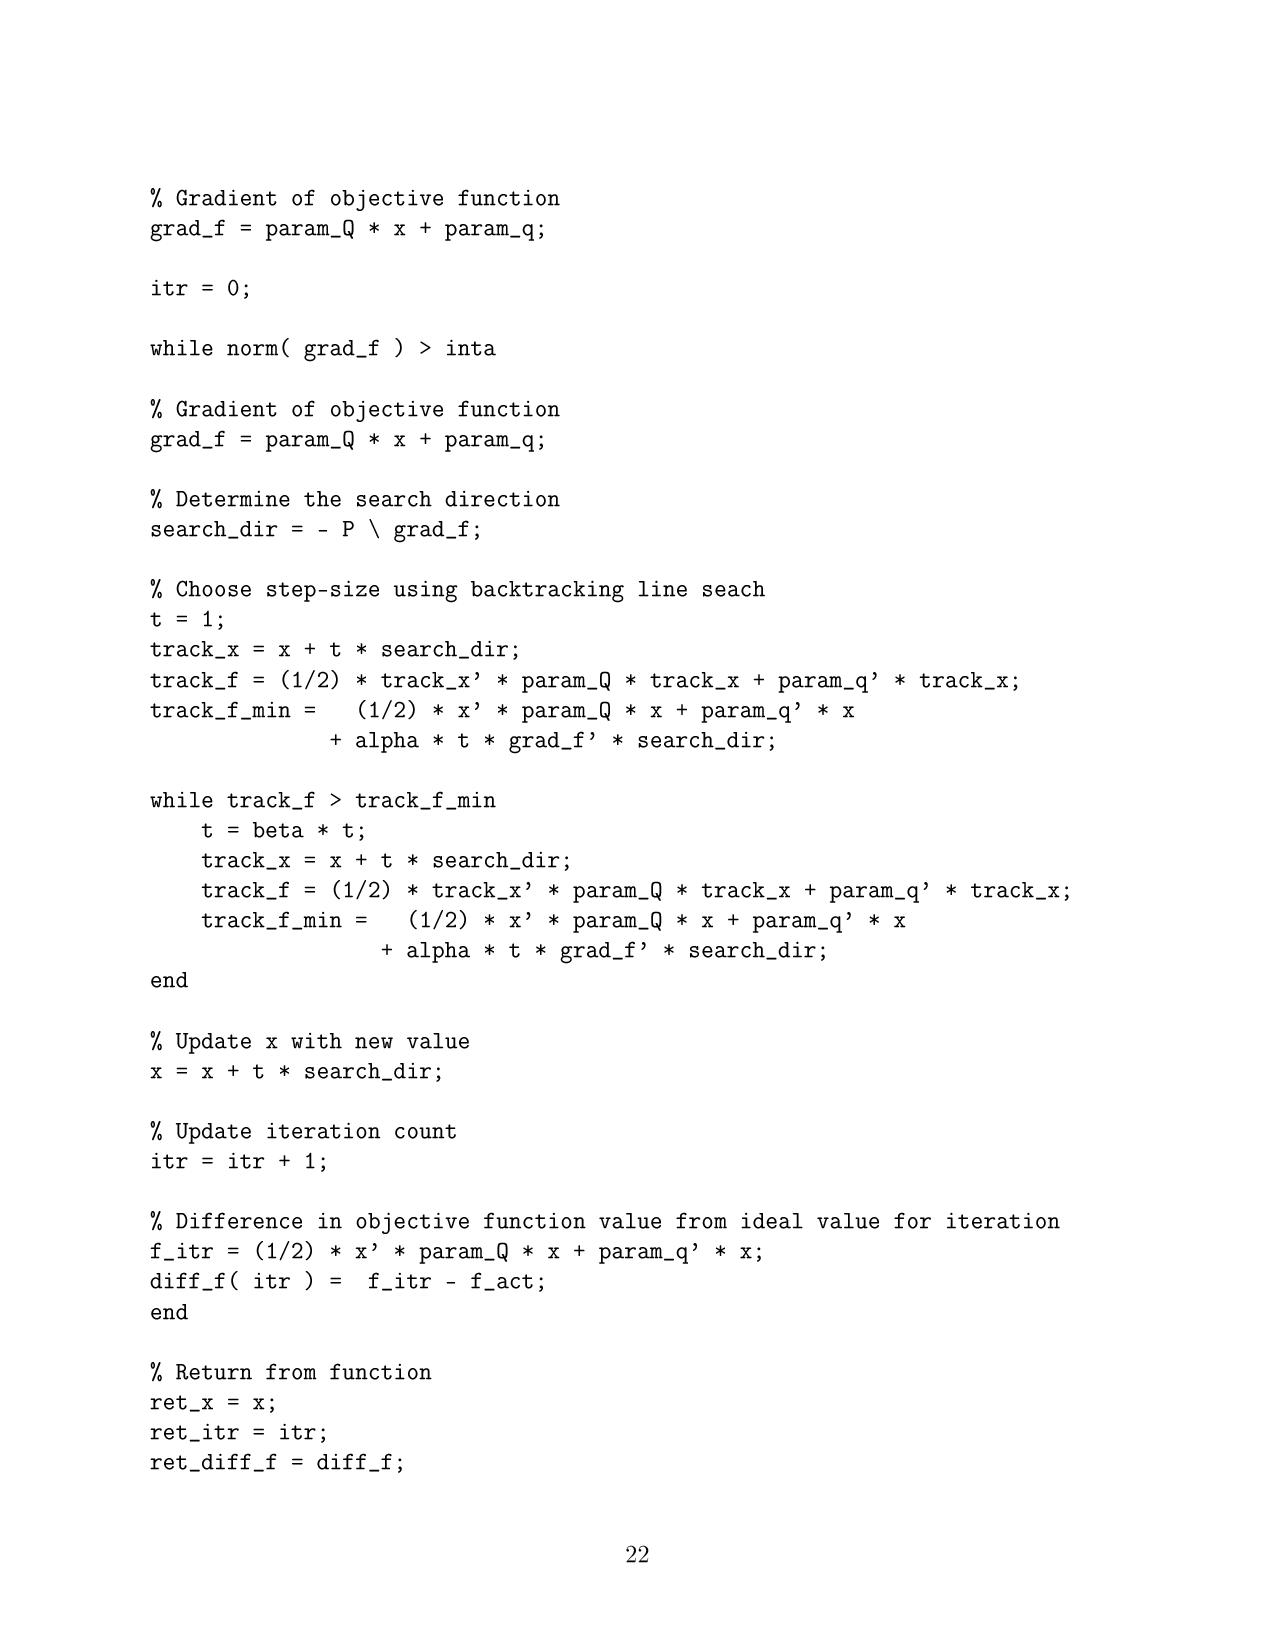 % Gradient of objective function
grad_f = param_Q * x + param_q;
itr = 0;
while norm( grad_f ) > inta
% Gradient of objective function
grad_f = param_Q * x + param_q;
% Determine the search direction
search_dir = - P \ grad_f;
% Choose step-size using backtracking line seach
t = 1;
track_x = x + t * search_dir;
track_f = (1/2) * track_x’ * param_Q * track_x + param_q’ * track_x;
track_f_min =   (1/2) * x’ * param_Q * x + param_q’ * x
+ alpha * t * grad_f’ * search_dir;
while track_f > track_f_min
t = beta * t;
track_x = x + t * search_dir;
track_f = (1/2) * track_x’ * param_Q * track_x + param_q’ * track_x;
track_f_min =   (1/2) * x’ * param_Q * x + param_q’ * x
+ alpha * t * grad_f’ * search_dir;
end
% Update x with new value
x = x + t * search_dir;
% Update iteration count
itr = itr + 1;
% Difference in objective function value from ideal value for iteration
f_itr = (1/2) * x’ * param_Q * x + param_q’ * x;
diff_f( itr ) =  f_itr - f_act;
end
% Return from function
ret_x = x;
ret_itr = itr;
ret_diff_f = diff_f;
22